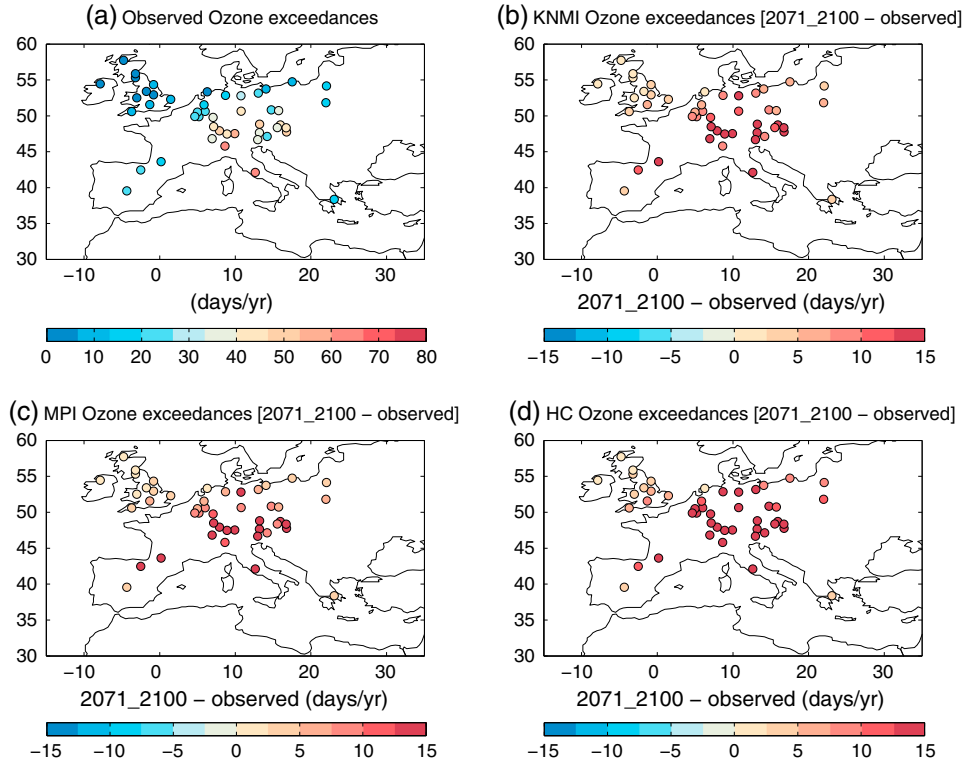 (a) Observed Ozone exceedances
60
55
50
45
40
35
30
−10 0 10 20 30
(days/yr)
0 10 20 30 40 50 60 70 80
(b) KNMI Ozone exceedances [2071_2100 − observed]
60
55
50
45
40
35
30
−10 0 10 20 30
2071_2100 − observed (days/yr)
−15 −10 −5 0 5 10 15
(c) MPI Ozone exceedances [2071_2100 − observed]
60
55
50
45
40
35
30
−10 0 10 20 30
2071_2100 − observed (days/yr)
−15 −10 −5 0 5 10 15
(d) HC Ozone exceedances [2071_2100 − observed]
60
55
50
45
40
35
30
−10 0 10 20 30
2071_2100 − observed (days/yr)
−15 −10 −5 0 5 10 15